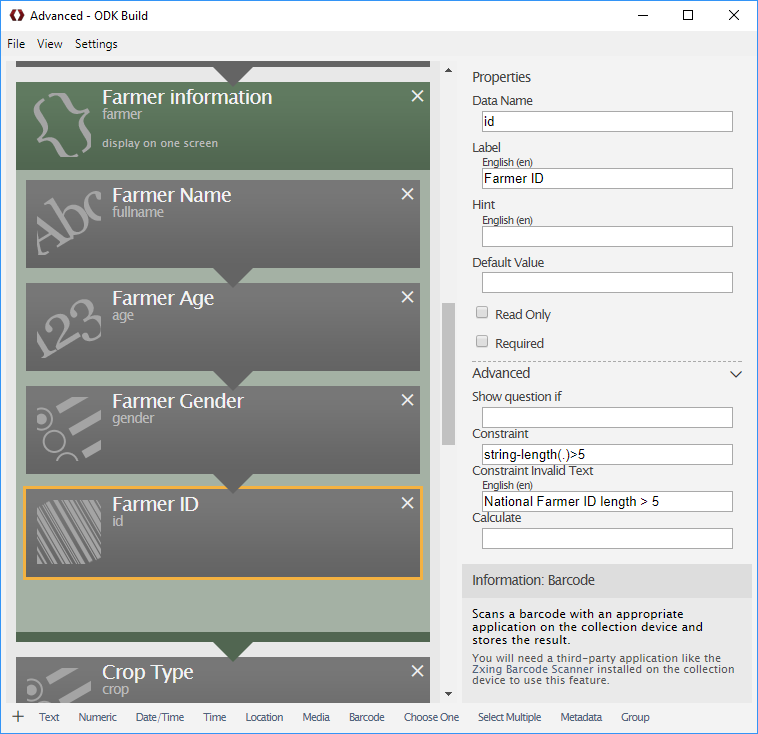 Advanced - ODK Build
File View Settings
Farmer information
farmer
display on one screen
Abc
Farmer Name
fullname
123
Farmer Age
age
Farmer Gender
gender
Farmer ID
id
Crop Type
crop
Properties
Data Name
id
Label
English (en)
Farmer ID
Hint
English (en)
Default Value
Read Only
Required
Advanced
Show question if
Constraint
string-length(.)>5
Constraint Invalid Text
English (en)
National Farmer ID length > 5
Calculate
Information: Barcode
Scans a barcode with an appropriate
application on the collection device and
stores the result.
You will need a third-party application like the
Zxing Barcode Scanner installed on the collection
device to use this feature.
+ Text Numeric Date/Time Time Location Media Barcode Choose One Select Multiple Metadata Group